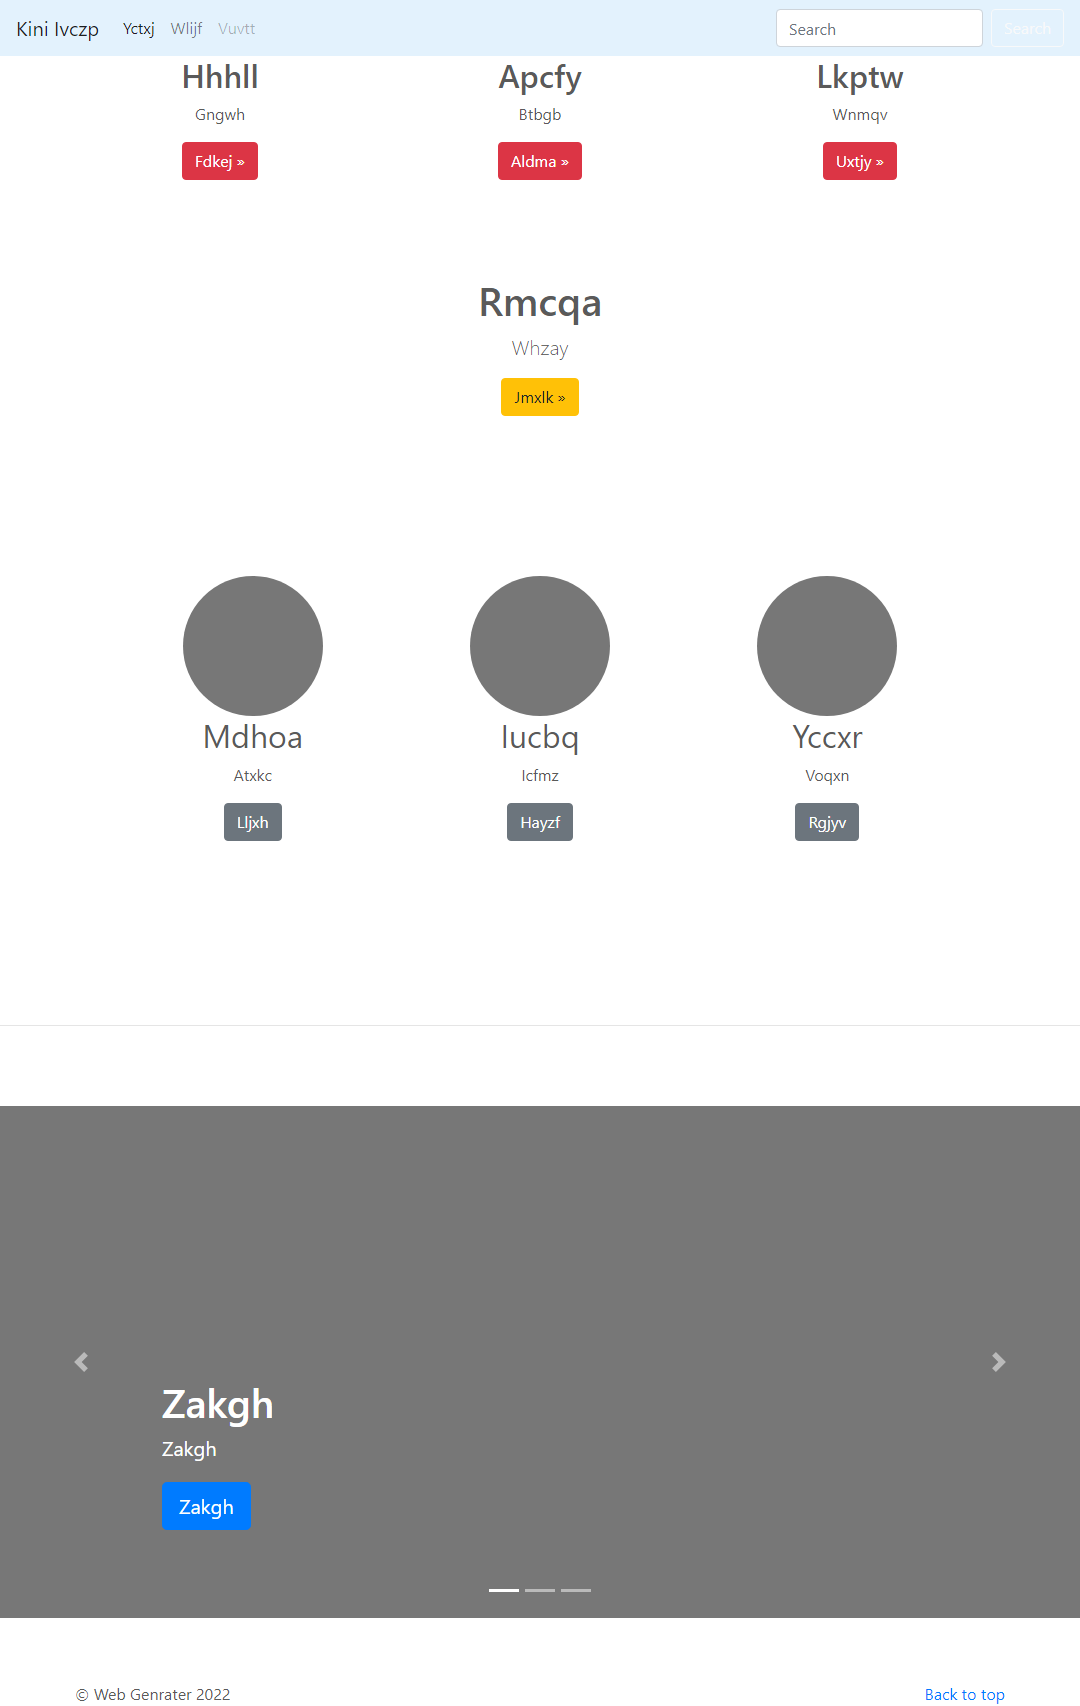 Kini Ivczp Yctxj Wlijf Vuvtt Search Search
Hhhll Apcfy Lkptw
Gngwh Btbgb Wnmqv
Fdkej » Aldma » Uxtjy »
Rmcqa
Whzay
Jmxlk »
Mdhoa Iucbq Yccxr
Atxkc Icfmz Voqxn
Lljxh Hayzf Rgjyv
Zakgh
Zakgh
Zakgh
© Web Genrater 2022 Back to top